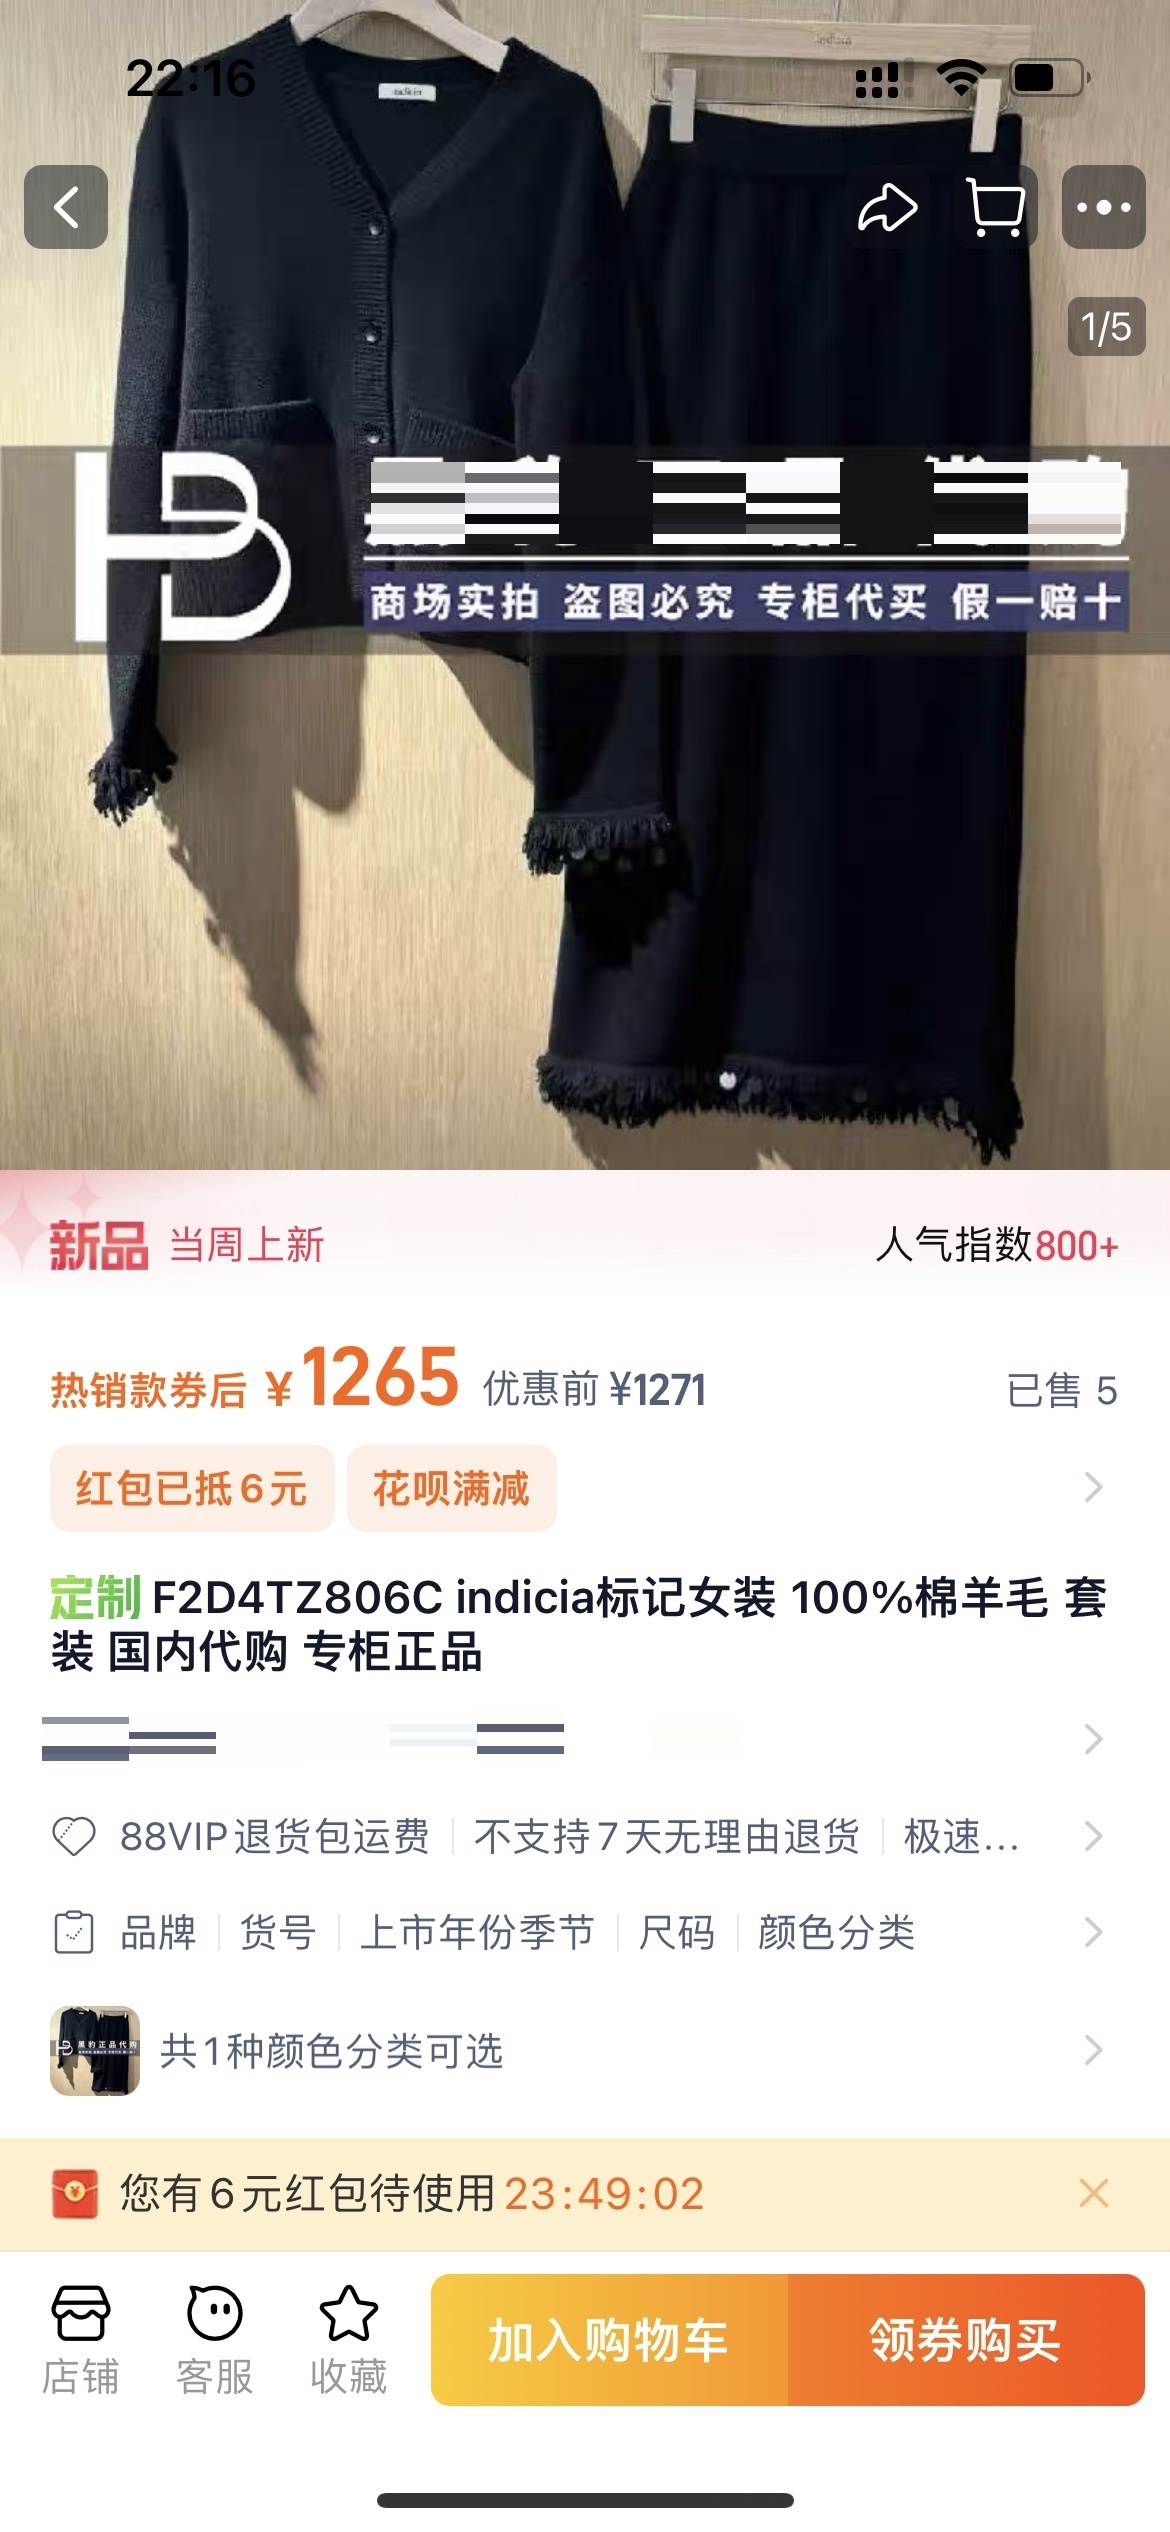 22:16
indicia
indicia
1/5
商场实拍 盗图必究 专柜代买 假一赔十
新品 当周上新 人气指数800+
热销款券后 ¥1265 优惠前 ¥1271 已售 5
红包已抵6元 花呗满减
定制 F2D4TZ806C indicia标记女装 100%棉羊毛 套
装 国内代购 专柜正品
88VIP退货包运费 不支持7天无理由退货 极速...
品牌 货号 上市年份季节 尺码 颜色分类
黑豹正品代购
共1种颜色分类可选
您有6元红包待使用 23:49:02
店铺 客服 收藏 加入购物车 领券购买